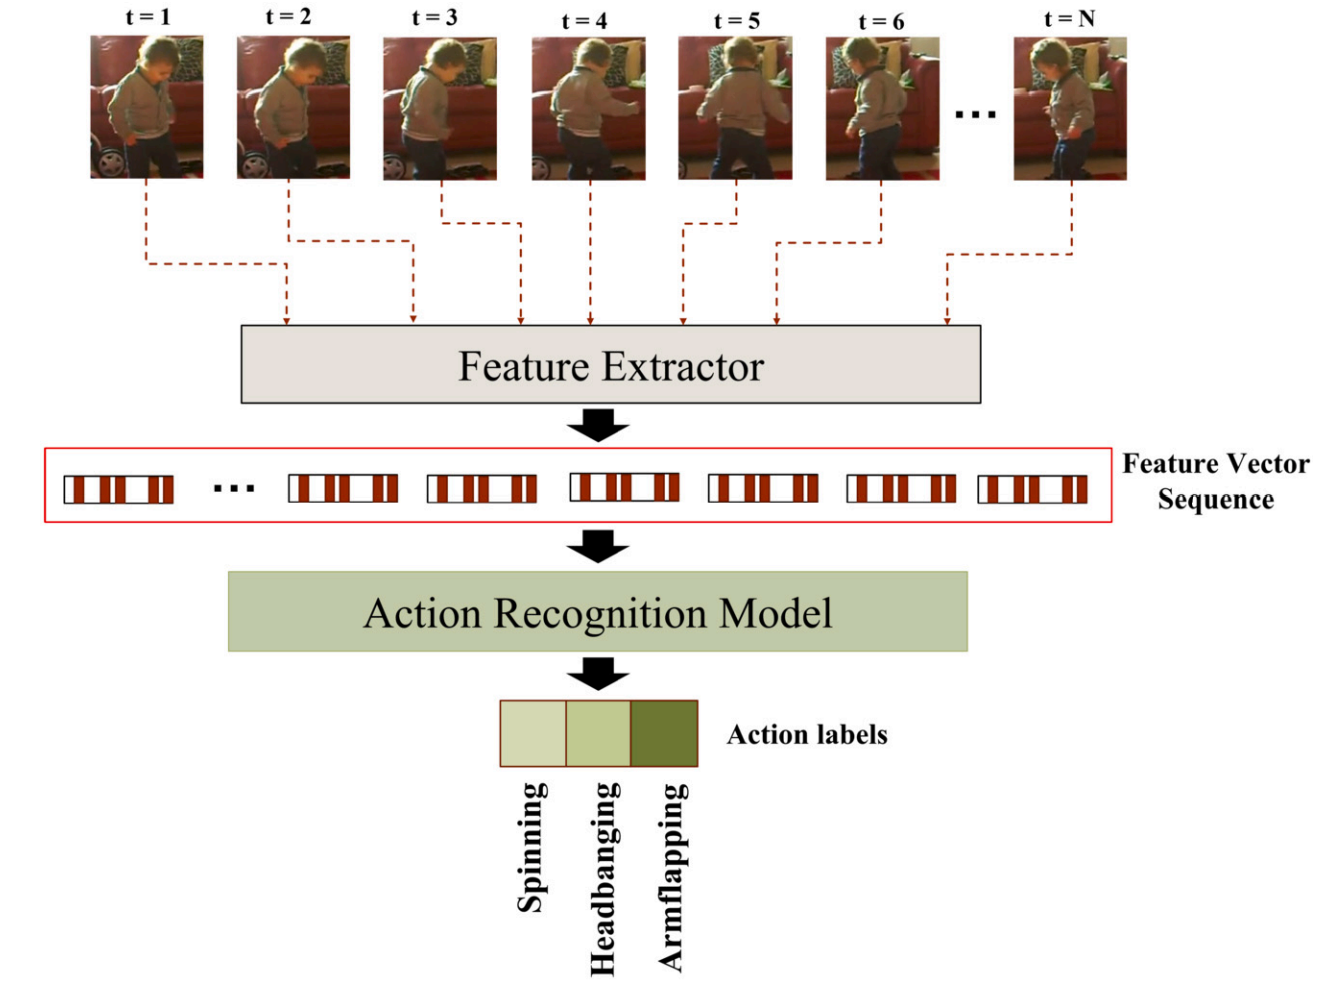 t = 1 t = 2 t = 3 t = 4 t = 5 t = 6 t = N
...
Feature Extractor
...
Feature Vector
Sequence
Action Recognition Model
Action labels
Spinning
Headbanging
Armflapping